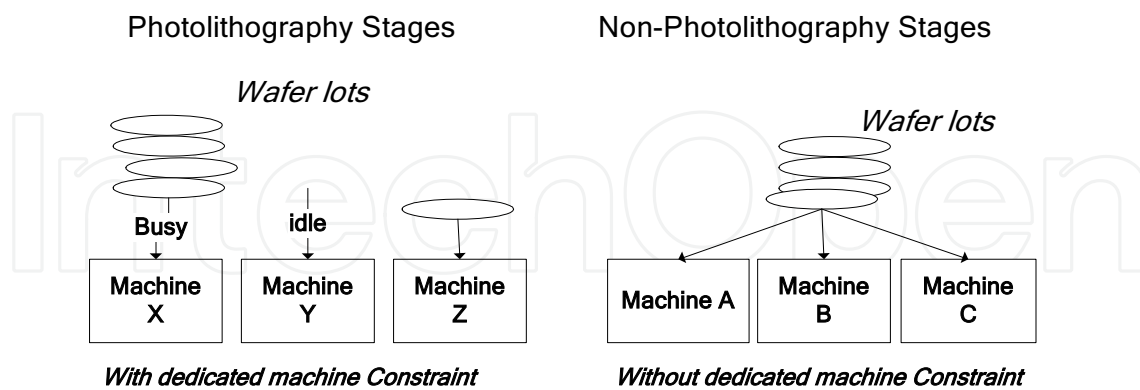 Photolithography Stages
Non-Photolithography Stages
Wafer lots
Wafer lots
IntechOpen
Busy
idle
Machine
X
Machine
Y
Machine
Z
Machine A
Machine
B
Machine
C
With dedicated machine Constraint
Without dedicated machine Constraint